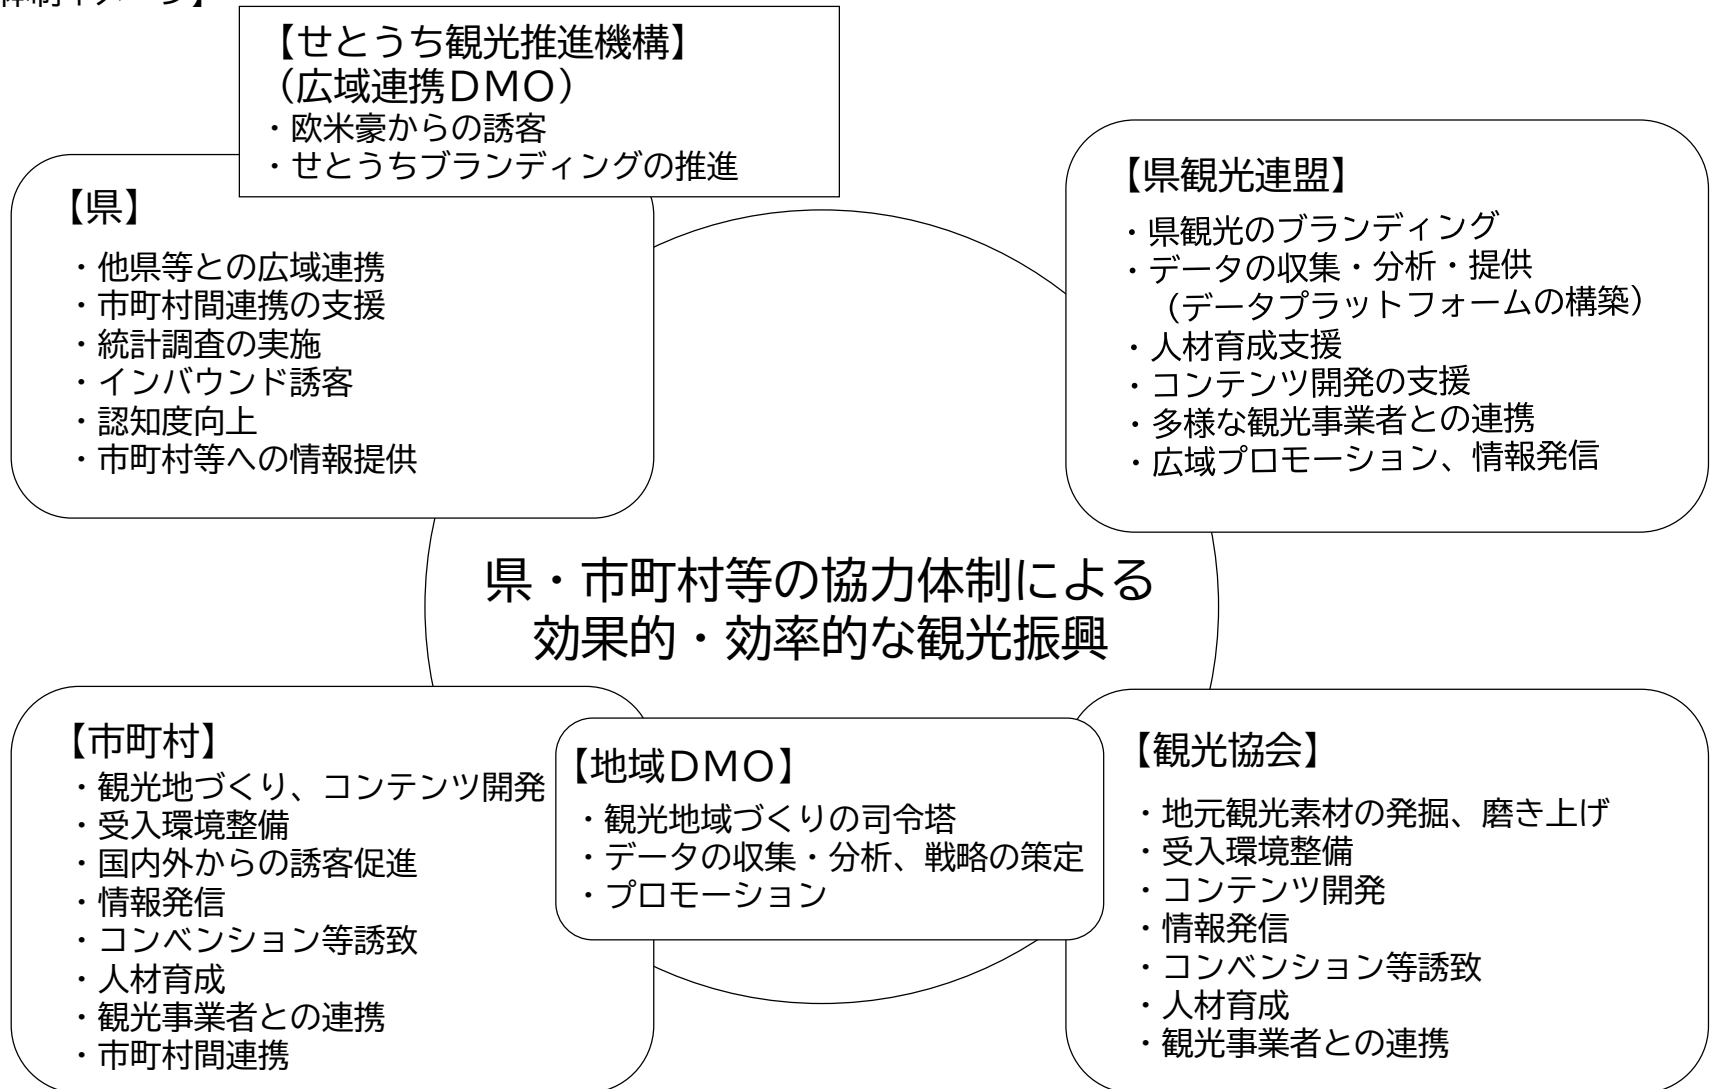 【せとうち観光推進機構】
（広域連携ＤＭＯ）
・欧米豪からの誘客
・せとうちブランディングの推進
【県】
・他県等との広域連携
・市町村間連携の支援
・統計調査の実施
・インバウンド誘客
・認知度向上
・市町村等への情報提供
【県観光連盟】
・県観光のブランディング
・データの収集・分析・提供
（データプラットフォームの構築）
・人材育成支援
・コンテンツ開発の支援
・多様な観光事業者との連携
・広域プロモーション、情報発信
県・市町村等の協力体制による
効果的・効率的な観光振興
【市町村】
・観光地づくり、コンテンツ開発
・受入環境整備
・国内外からの誘客促進
・情報発信
・コンベンション等誘致
・人材育成
・観光事業者との連携
・市町村間連携
【地域ＤＭＯ】
・観光地域づくりの司令塔
・データの収集・分析、戦略の策定
・プロモーション
【観光協会】
・地元観光素材の発掘、磨き上げ
・受入環境整備
・コンテンツ開発
・情報発信
・コンベンション等誘致
・人材育成
・観光事業者との連携